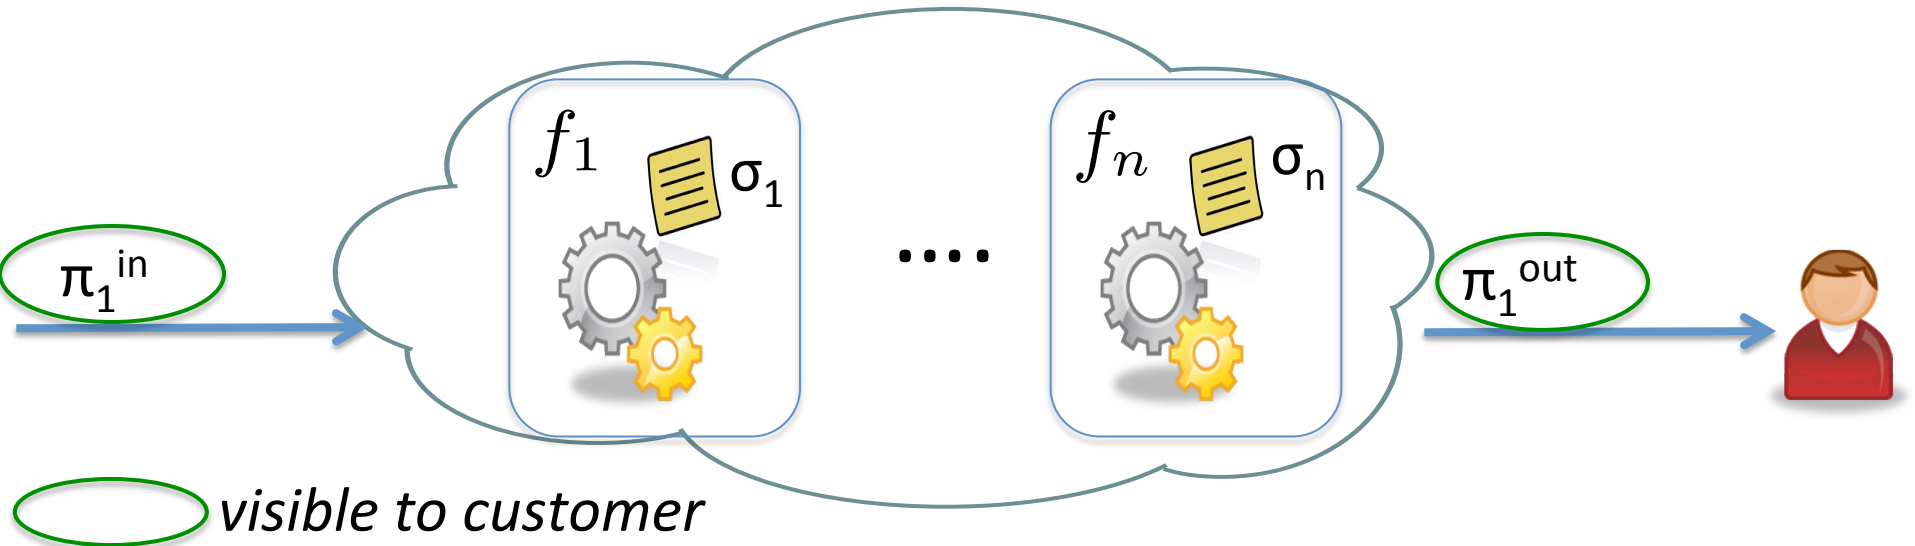 f₁ σ₁
....
fₙ σₙ
π₁ⁱⁿ
π₁ᵒᵘᵗ
visible to customer